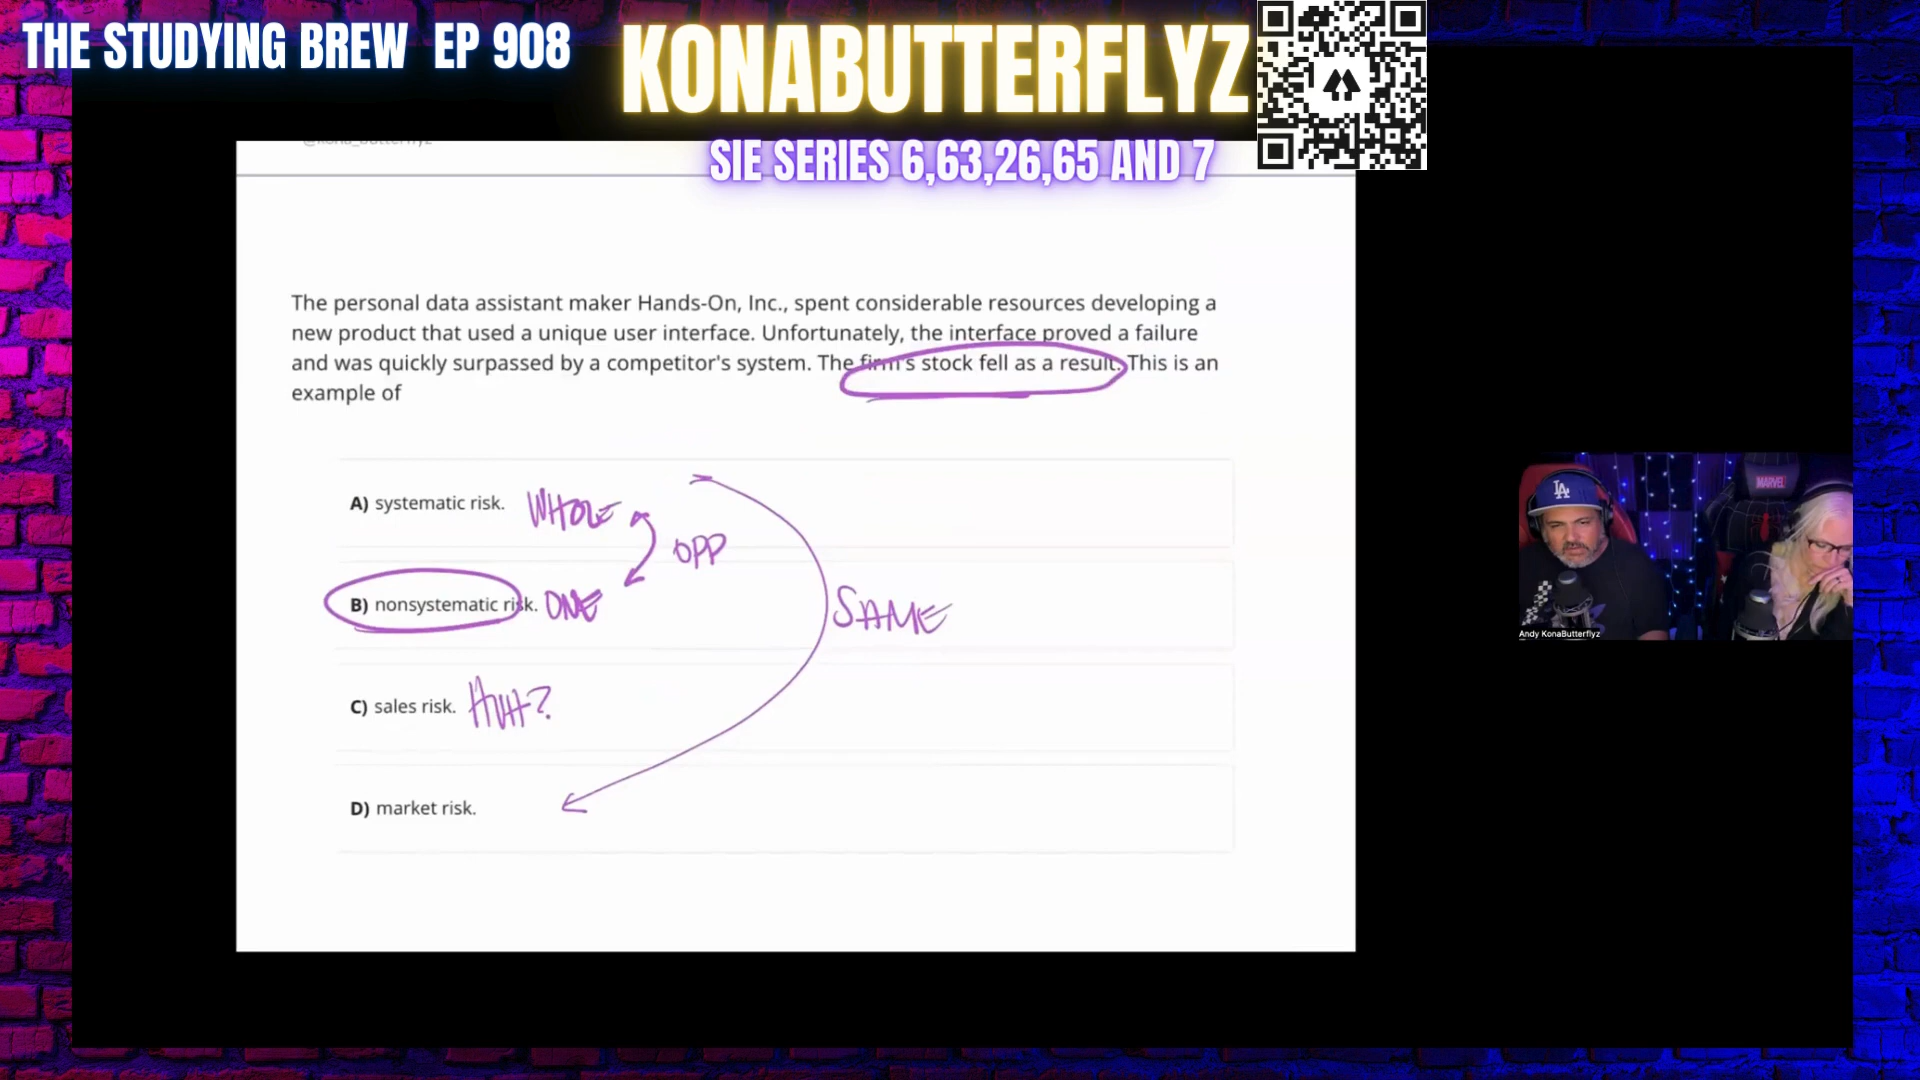 THE STUDYING BREW EP 908
KONABUTTERFLYZ
SIE SERIES 6,63,26,65 AND 7
@kona_butterflyz
The personal data assistant maker Hands-On, Inc., spent considerable resources developing a
new product that used a unique user interface. Unfortunately, the interface proved a failure
and was quickly surpassed by a competitor's system. The firm's stock fell as a result. This is an
example of
A) systematic risk. WHOLE
OPP
B) nonsystematic risk. ONE
SAME
C) sales risk. HUH?
D) market risk.
LA
MARVEL
Andy KonaButterflyz